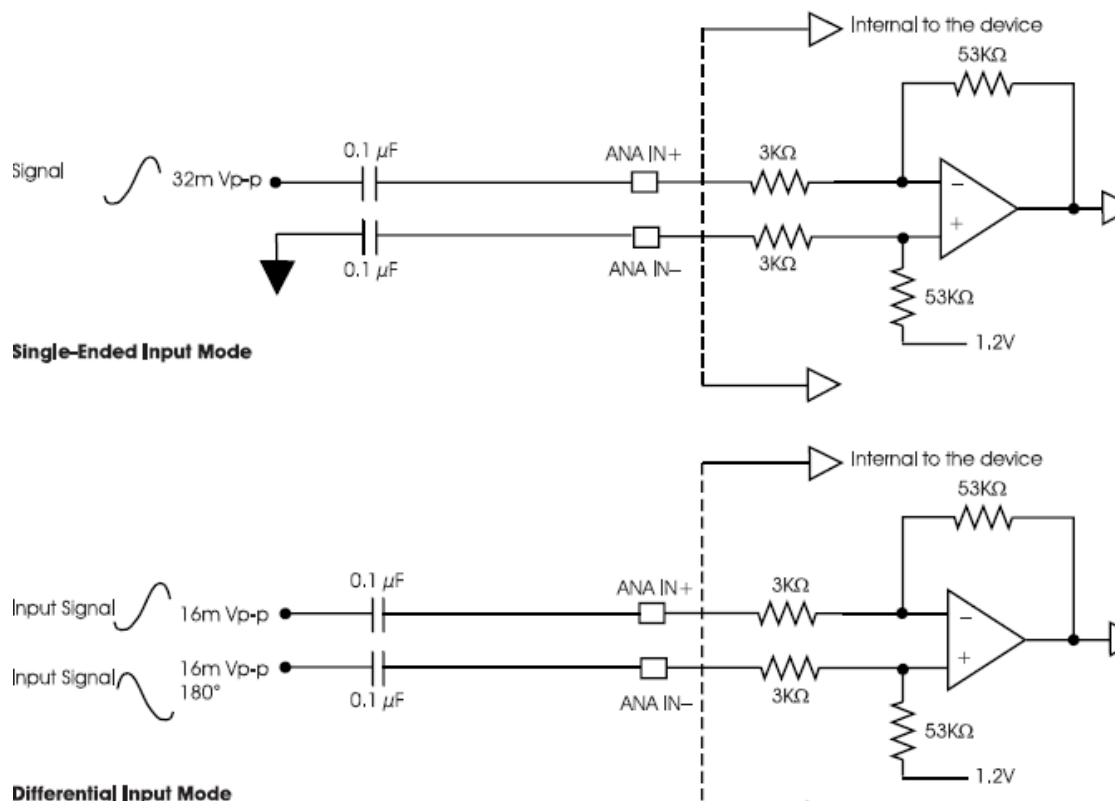 Internal to the device
53KΩ
0.1 µF
ANA IN+
3KΩ
Signal
32m Vp-p
−
+
0.1 µF
ANA IN−
3KΩ
53KΩ
1.2V
Single-Ended Input Mode
Internal to the device
53KΩ
0.1 µF
ANA IN+
3KΩ
Input Signal
16m Vp-p
−
Input Signal
16m Vp-p
180°
+
0.1 µF
ANA IN−
3KΩ
53KΩ
1.2V
Differential Input Mode